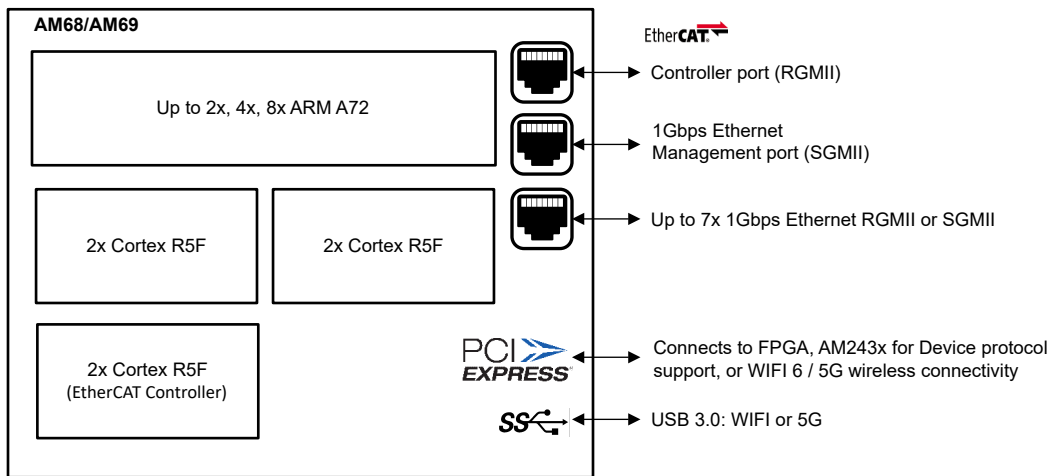 AM68/AM69
EtherCAT
Up to 2x, 4x, 8x ARM A72
Controller port (RGMII)
1Gbps Ethernet
Management port (SGMII)
Up to 7x 1Gbps Ethernet RGMII or SGMII
2x Cortex R5F
2x Cortex R5F
2x Cortex R5F
(EtherCAT Controller)
PCI
EXPRESS
Connects to FPGA, AM243x for Device protocol
support, or WIFI 6 / 5G wireless connectivity
SS
USB 3.0: WIFI or 5G